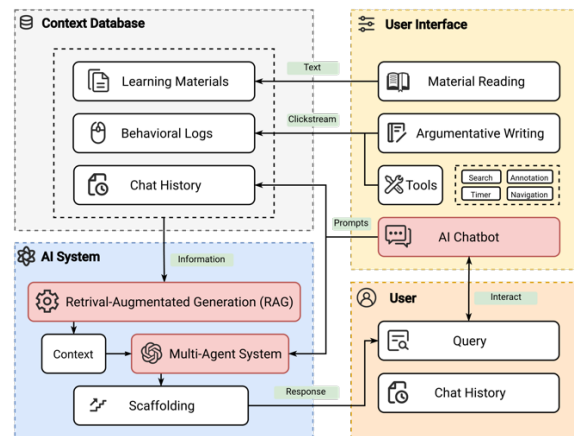 Context Database
Learning Materials
Behavioral Logs
Chat History
Text
Clickstream
Prompts
Information
User Interface
Material Reading
Argumentative Writing
Tools
Search
Annotation
Timer
Navigation
AI Chatbot
AI System
Retrival-Augmentated Generation (RAG)
Context
Multi-Agent System
Scaffolding
Response
Interact
User
Query
Chat History